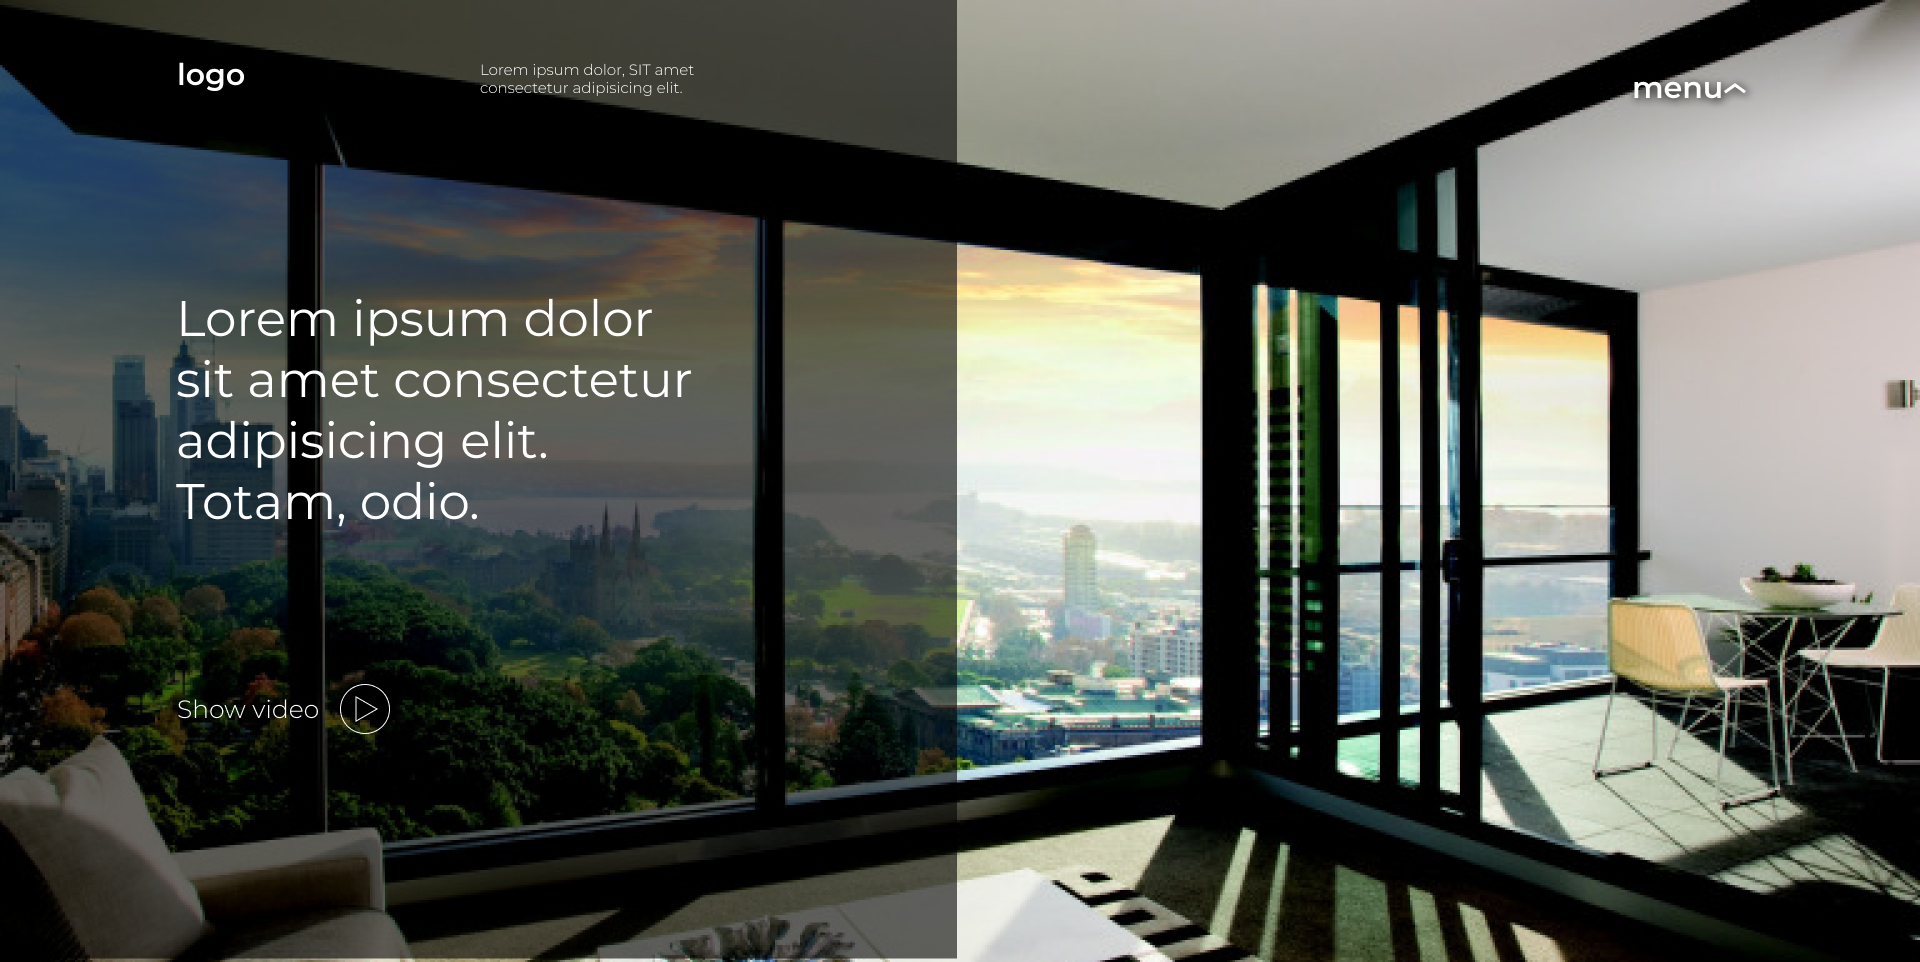 logo
Lorem ipsum dolor, SIT amet
consectetur adipisicing elit.
menu
Lorem ipsum dolor
sit amet consectetur
adipisicing elit.
Totam, odio.
Show video